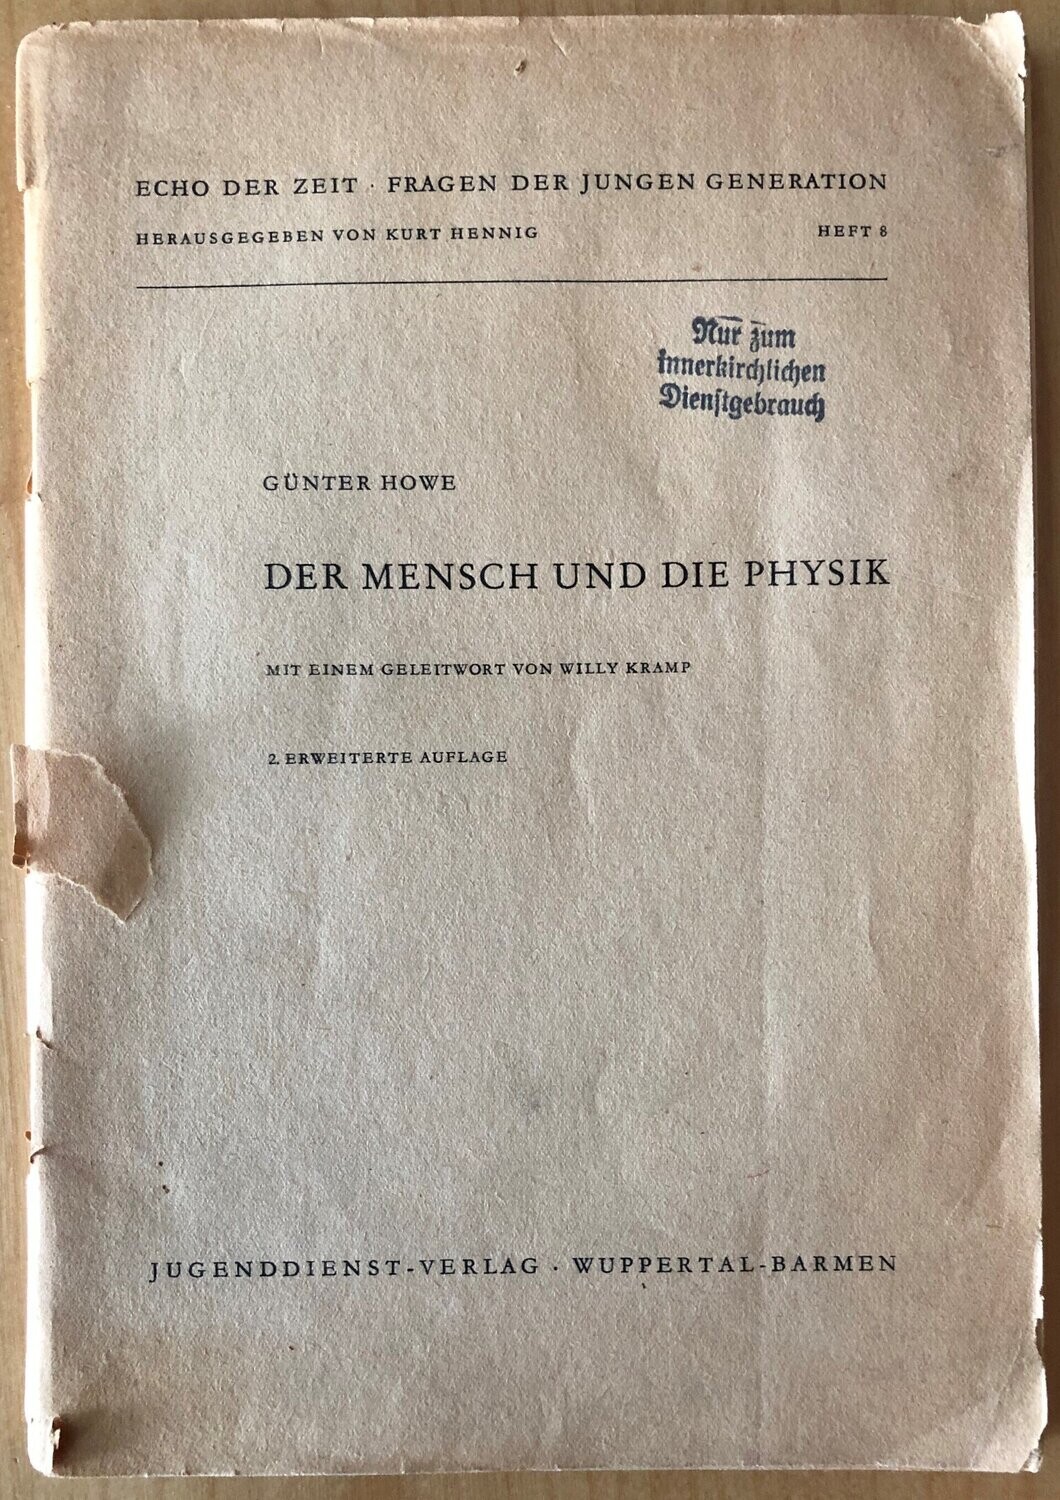 ECHO DER ZEIT · FRAGEN DER JUNGEN GENERATION
HERAUSGEGEBEN VON KURT HENNIG HEFT 8
Nur zum
innerkirchlichen
Dienstgebrauch
GÜNTER HOWE
DER MENSCH UND DIE PHYSIK
MIT EINEM GELEITWORT VON WILLY KRAMP
2. ERWEITERTE AUFLAGE
JUGENDDIENST-VERLAG · WUPPERTAL-BARMEN